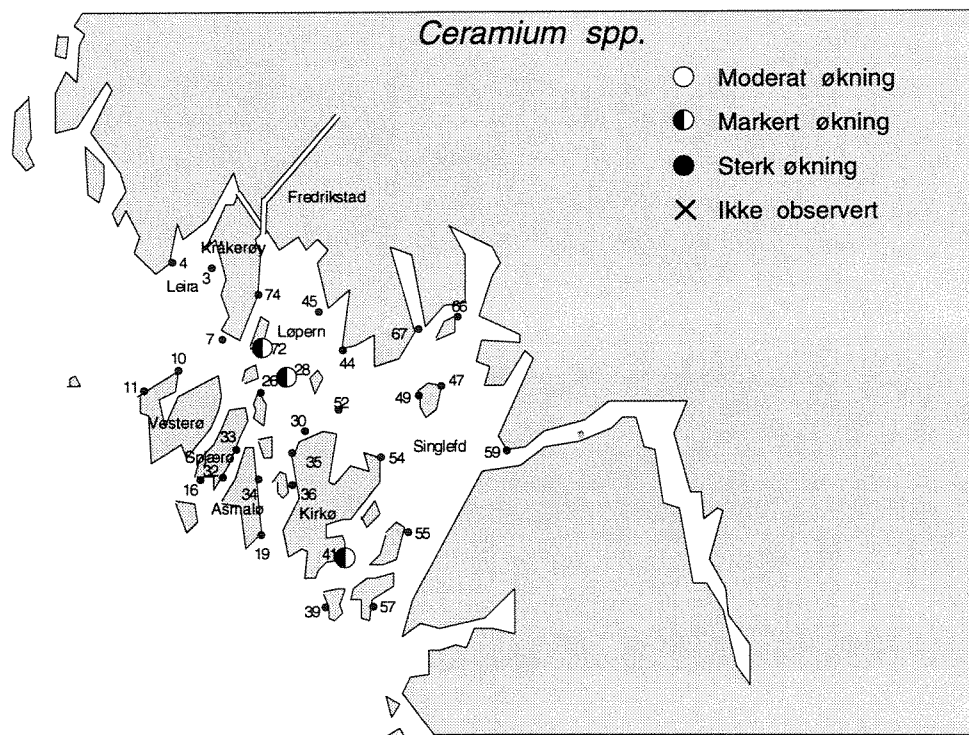 Ceramium spp.
Moderat økning
Markert økning
Sterk økning
Ikke observert
Fredrikstad
Kråkerøy
4
3
Leira
74
45
7
Løpern
66
67
72
44
10
28
11
26
47
49
52
Vesterø
30
33
Singlefd
59
Spjærø
35
54
32
16
34
36
Asmalø
Kirkø
55
19
41
39
57